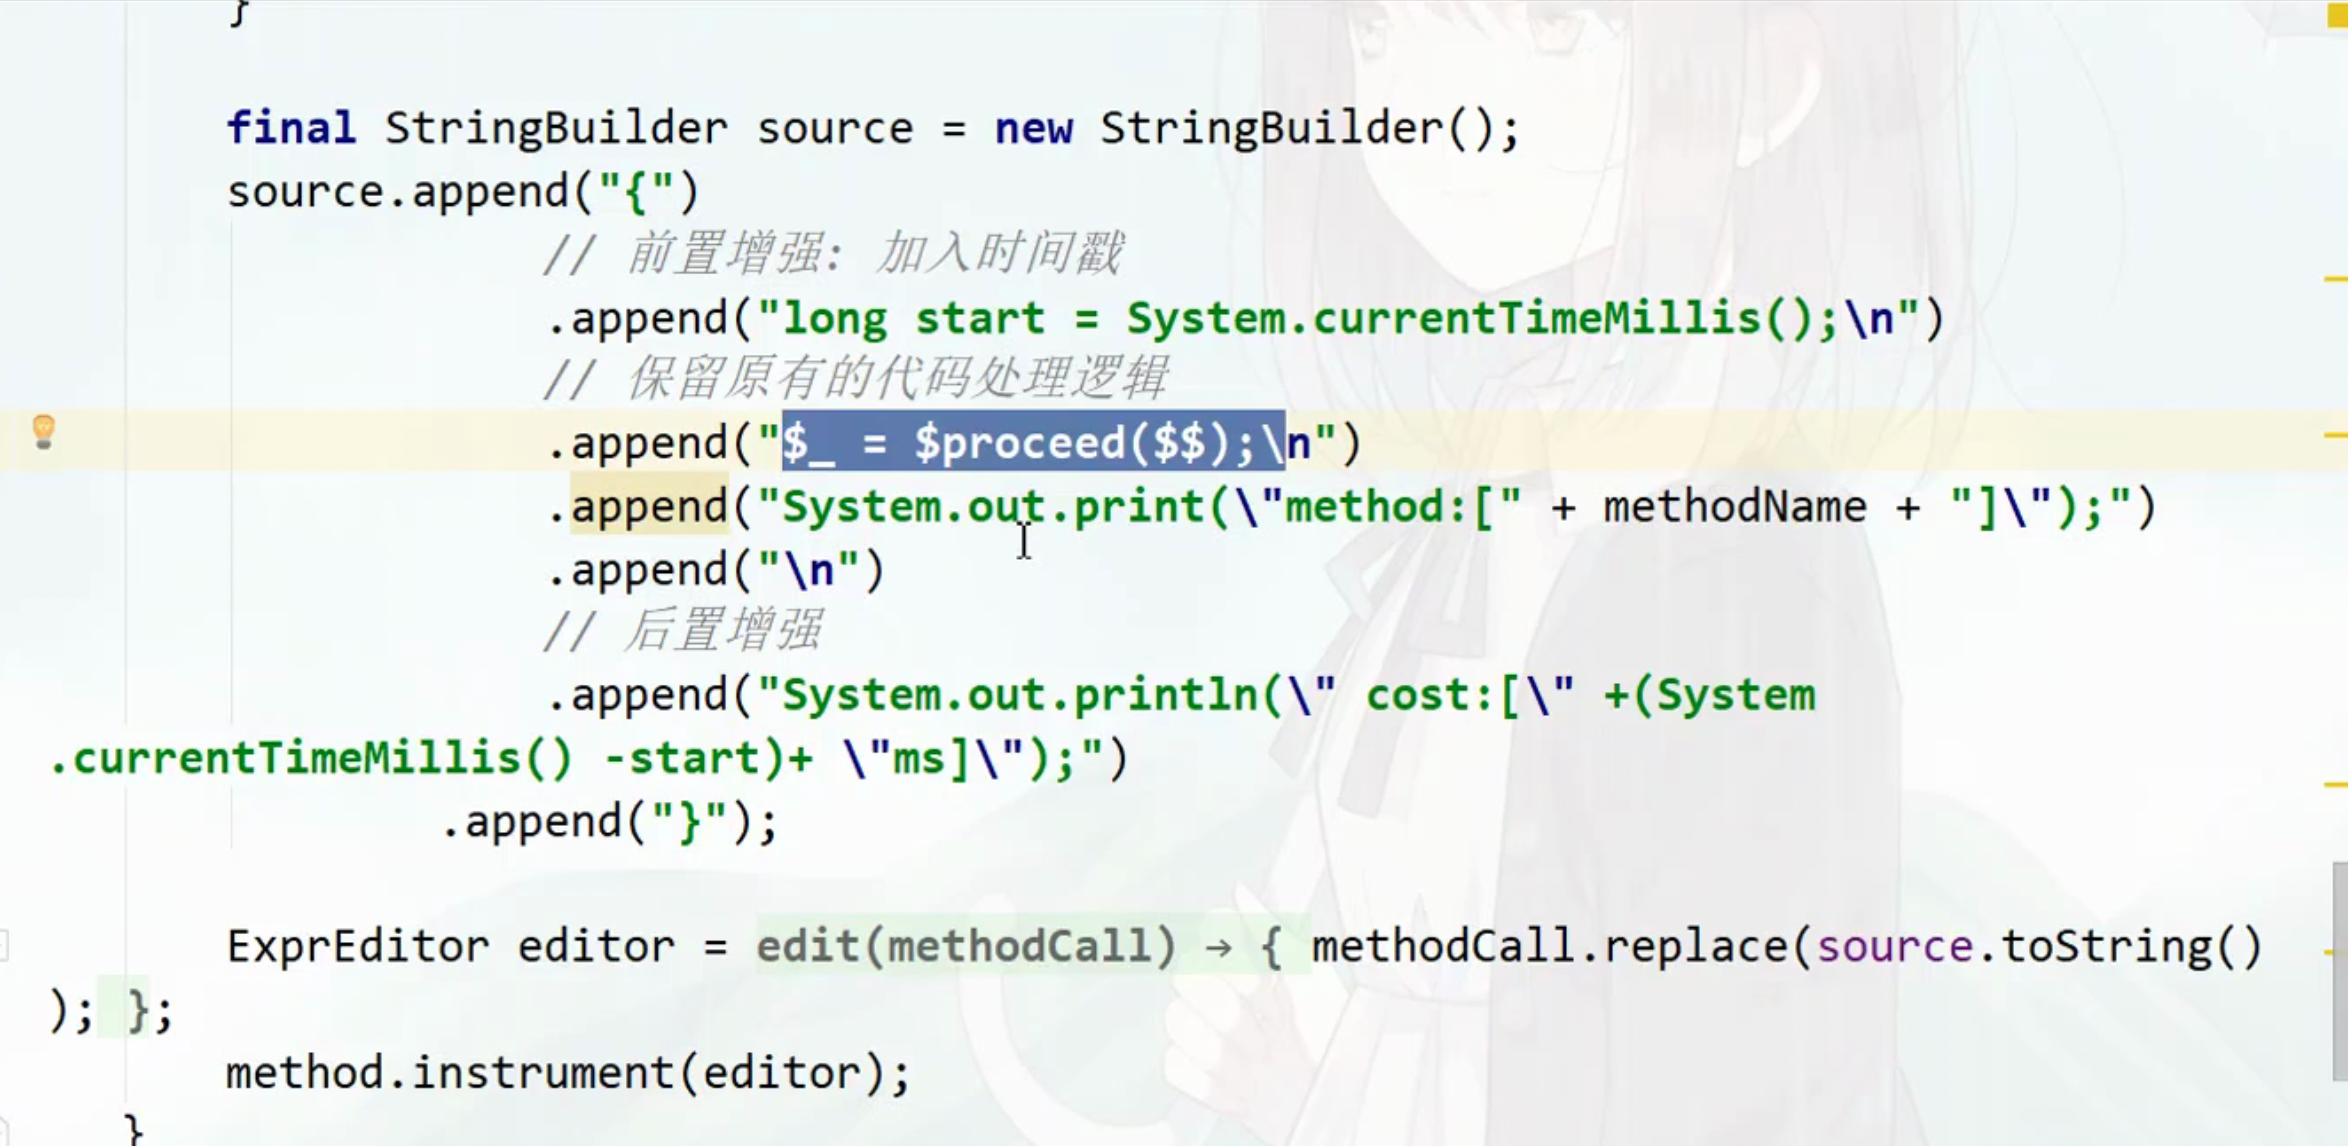 }
final StringBuilder source = new StringBuilder();
source.append("{")
// 前置增强: 加入时间戳
.append("long start = System.currentTimeMillis();\n")
// 保留原有的代码处理逻辑
.append("$_ = $proceed($$);\n")
.append("System.out.print(\"method:[" + methodName + "]\");")
.append("\n")
// 后置增强
.append("System.out.println(\" cost:[\" +(System
.currentTimeMillis() -start)+ \"ms]\");")
.append("}");
ExprEditor editor = edit(methodCall) → { methodCall.replace(source.toString()
); };
method.instrument(editor);
}